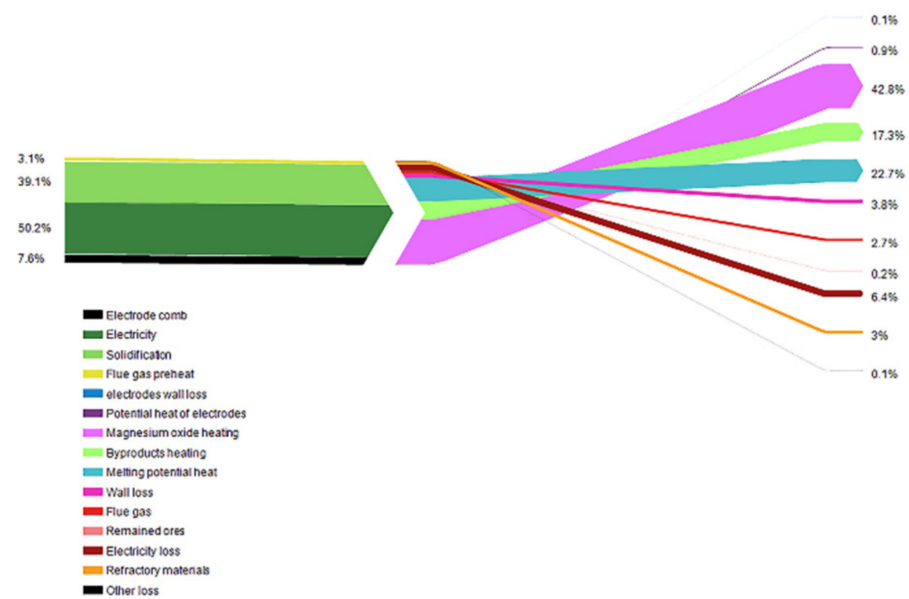 0.1%
0.9%
42.8%
17.3%
22.7%
3.8%
2.7%
0.2%
6.4%
3%
0.1%
3.1%
39.1%
50.2%
7.6%
Electrode comb
Electricity
Solidification
Flue gas preheat
electrodes wall loss
Potential heat of electrodes
Magnesium oxide heating
Byproducts heating
Melting potential heat
Wall loss
Flue gas
Remained ores
Electricity loss
Refractory materials
Other loss